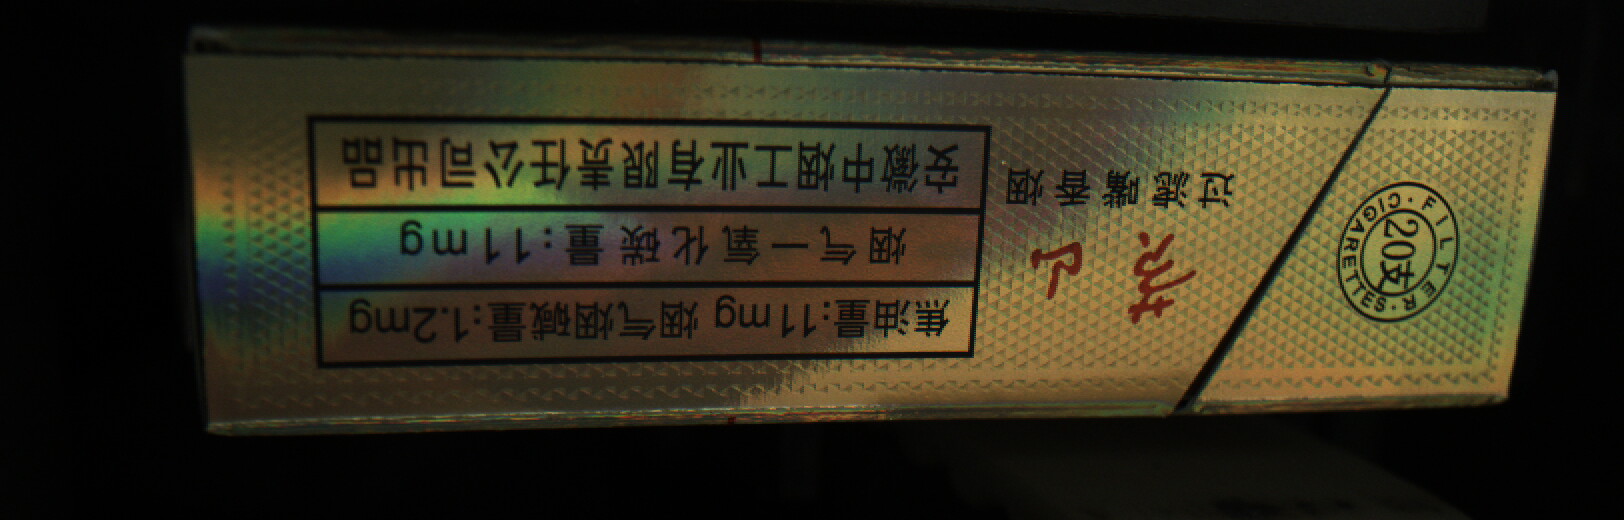 FILTER·CIGARETTES·
20支
黄山
过滤嘴香烟
焦油量:11mg 烟气烟碱量:1.2mg
烟气一氧化碳量:11mg
安徽中烟工业有限责任公司出品